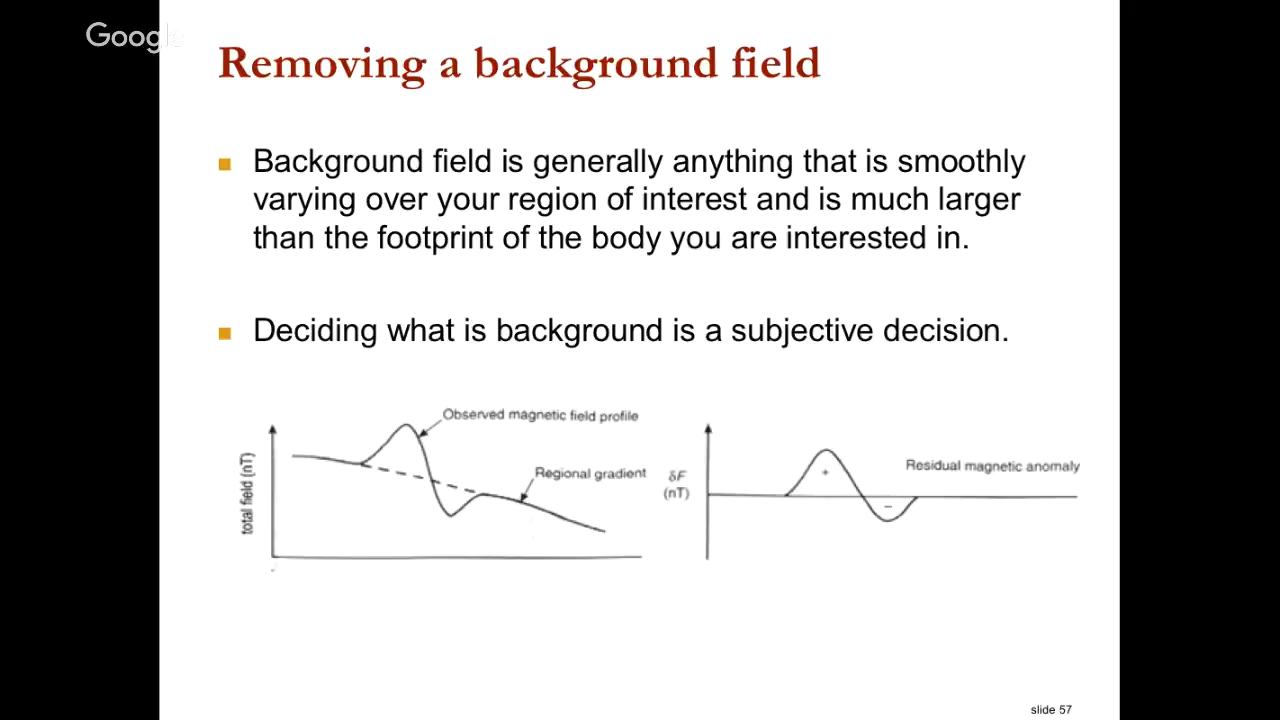 Google
Removing a background field
Background field is generally anything that is smoothly
varying over your region of interest and is much larger
than the footprint of the body you are interested in.
Deciding what is background is a subjective decision.
Observed magnetic field profile
Regional gradient
total field (nT)
δF
(nT)
Residual magnetic anomaly
+
−
slide 57